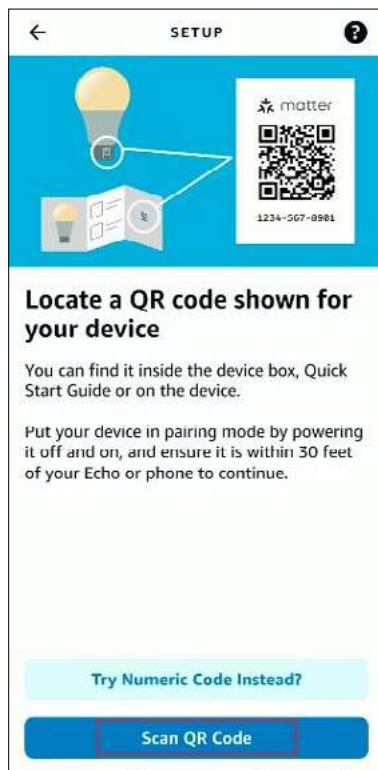 SETUP
?
matter
1234-567-8901
Locate a QR code shown for
your device
You can find it inside the device box, Quick
Start Guide or on the device.
Put your device in pairing mode by powering
it off and on, and ensure it is within 30 feet
of your Echo or phone to continue.
Try Numeric Code Instead?
Scan QR Code